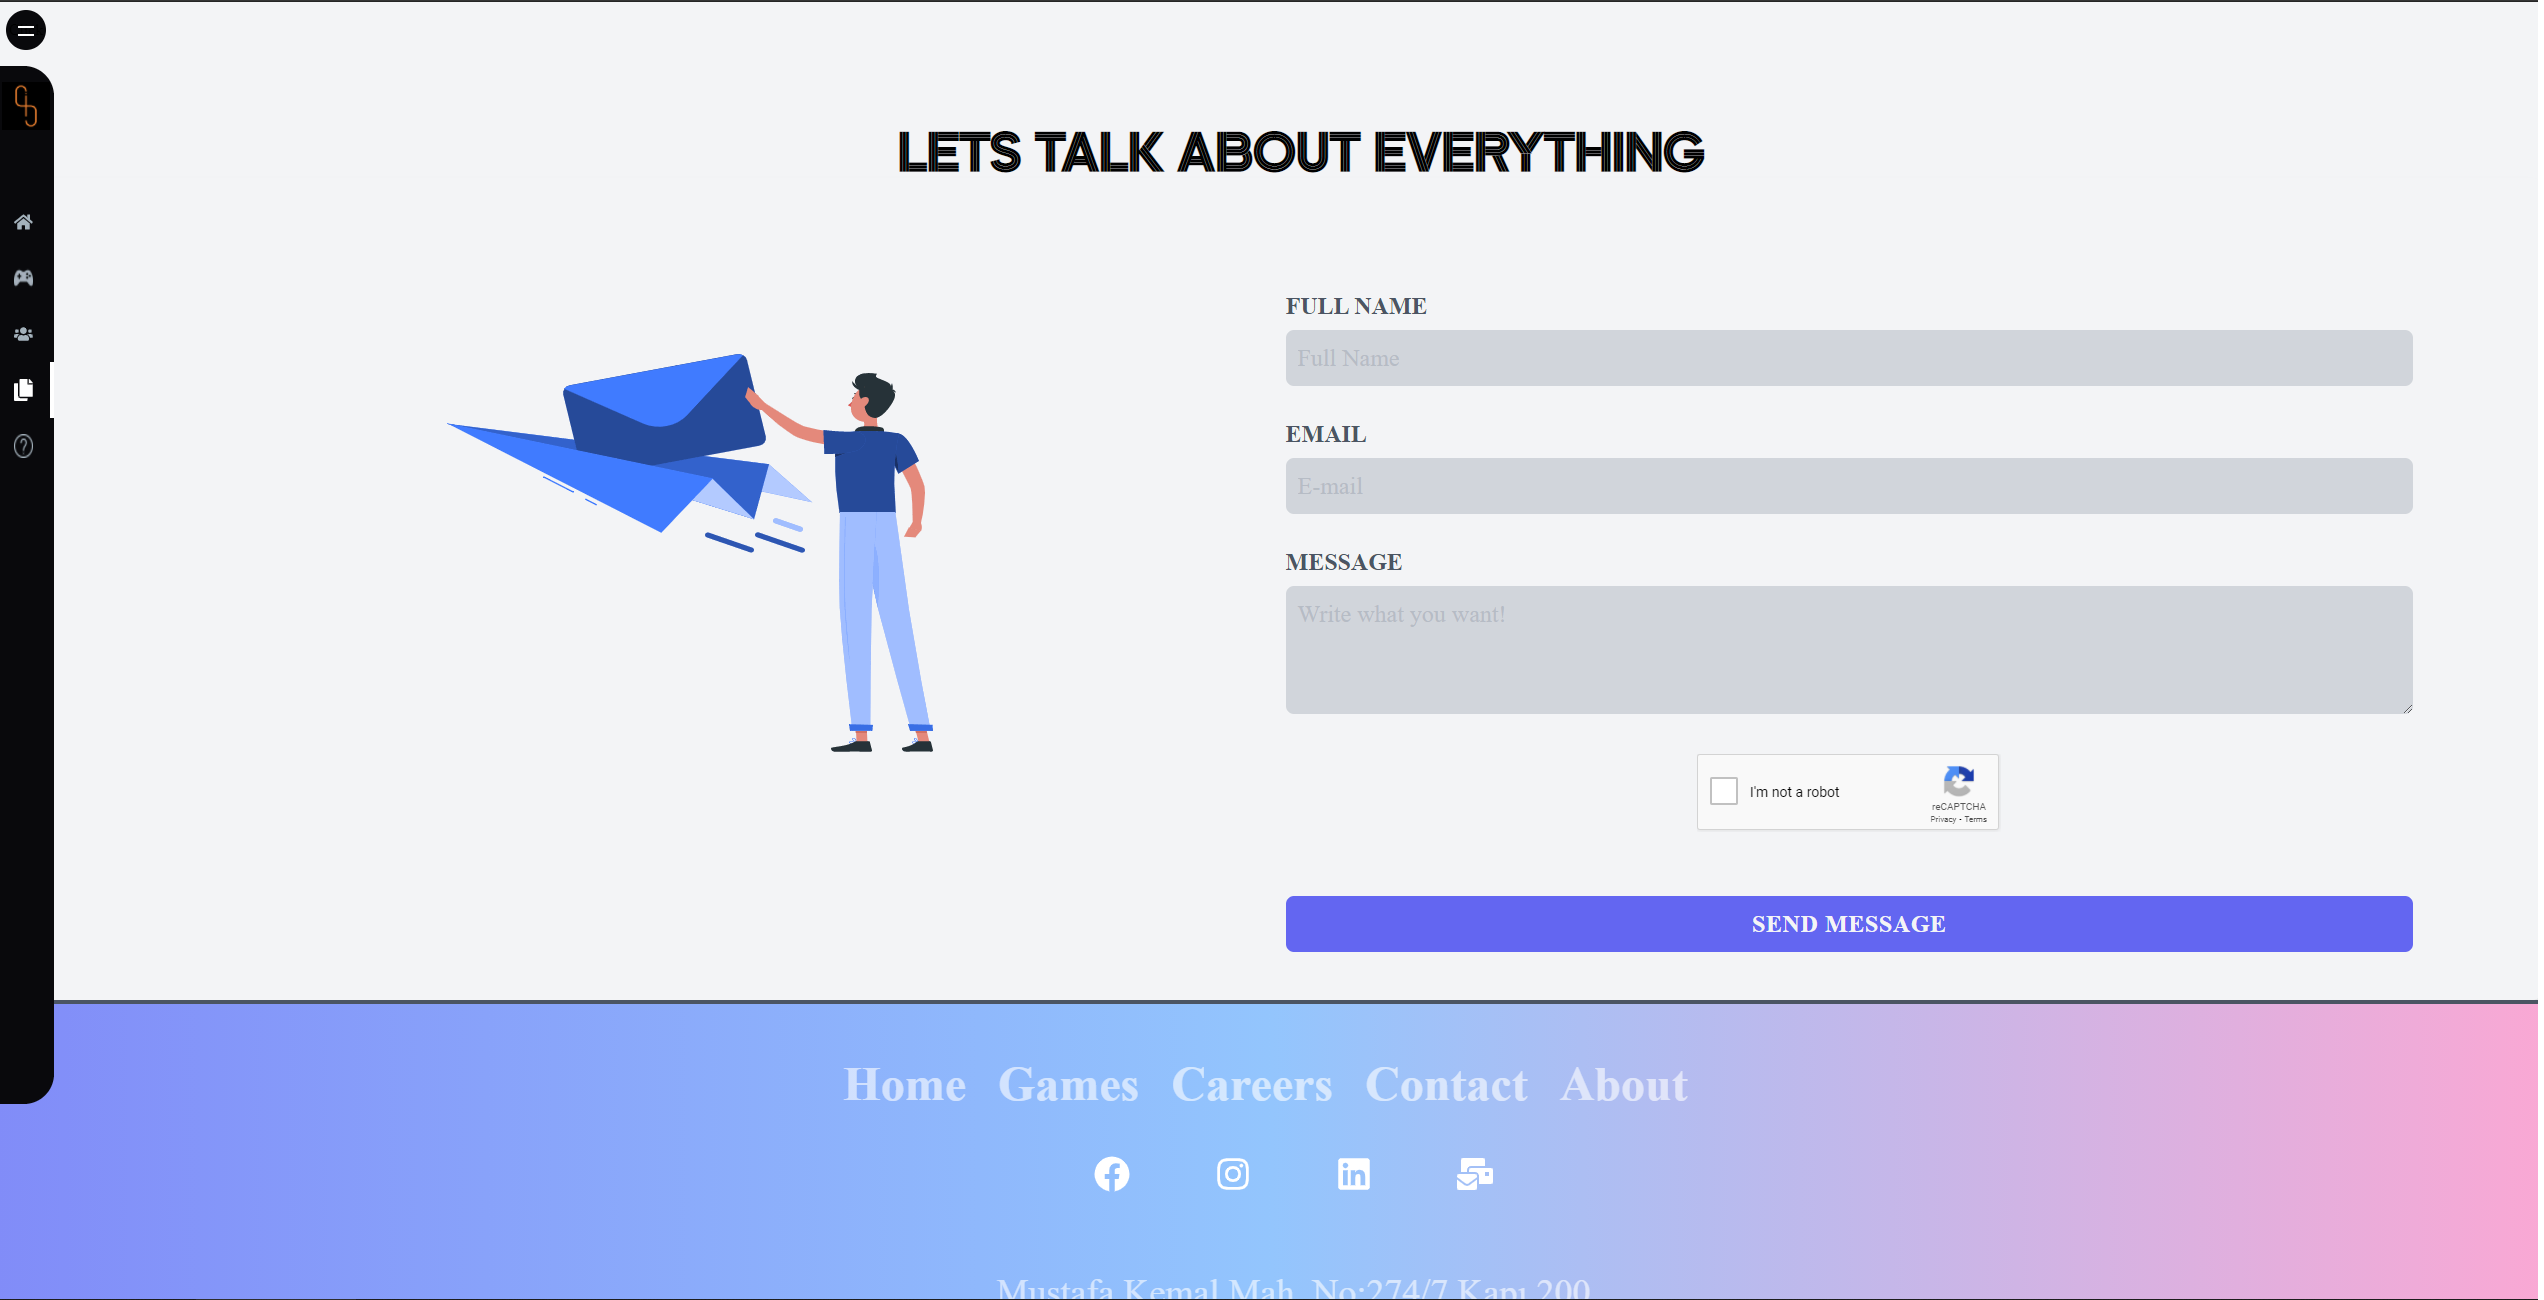 LETS TALK ABOUT EVERYTHING
FULL NAME
Full Name
EMAIL
E-mail
MESSAGE
Write what you want!
I'm not a robot
reCAPTCHA
Privacy - Terms
SEND MESSAGE
Home Games Careers Contact About
Mustafa Kemal Mah. No:274/7 Kapı 200